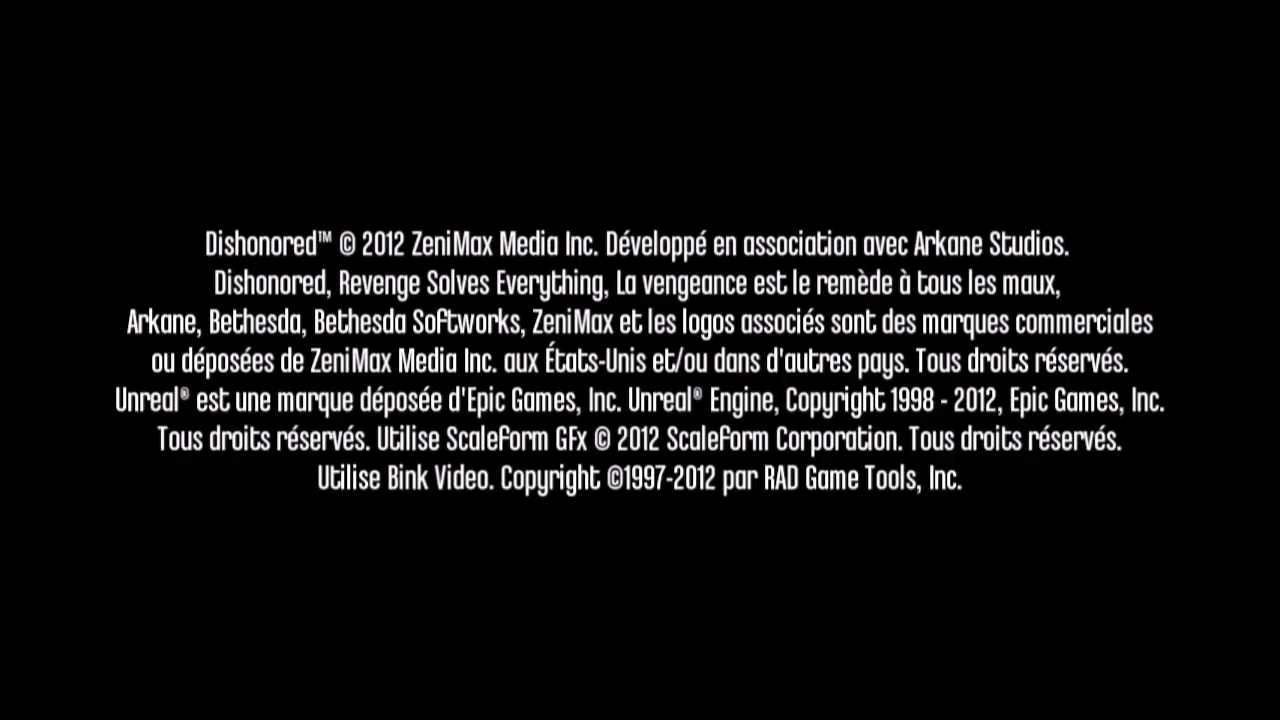 Dishonored™ © 2012 ZeniMax Media Inc. Développé en association avec Arkane Studios.
Dishonored, Revenge Solves Everything, La vengeance est le remède à tous les maux,
Arkane, Bethesda, Bethesda Softworks, ZeniMax et les logos associés sont des marques commerciales
ou déposées de ZeniMax Media Inc. aux États-Unis et/ou dans d'autres pays. Tous droits réservés.
Unreal® est une marque déposée d'Epic Games, Inc. Unreal® Engine, Copyright 1998 - 2012, Epic Games, Inc.
Tous droits réservés. Utilise Scaleform GFx © 2012 Scaleform Corporation. Tous droits réservés.
Utilise Bink Video. Copyright ©1997-2012 par RAD Game Tools, Inc.